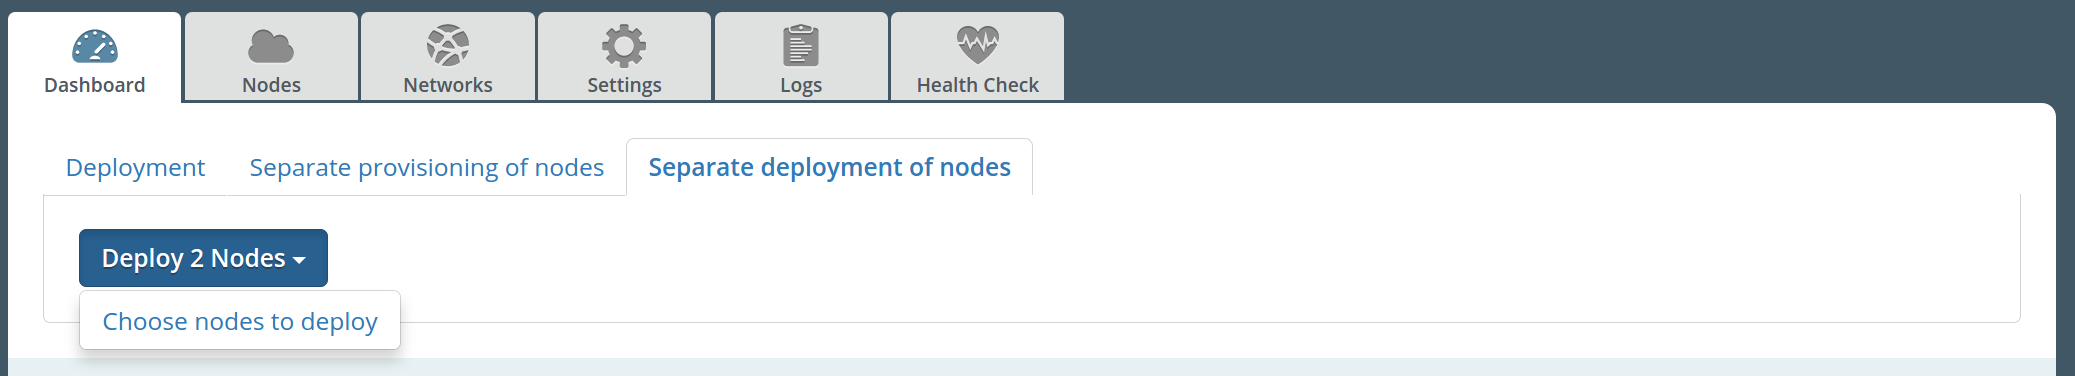 Dashboard
Nodes
Networks
Settings
Logs
Health Check
Deployment
Separate provisioning of nodes
Separate deployment of nodes
Deploy 2 Nodes
Choose nodes to deploy